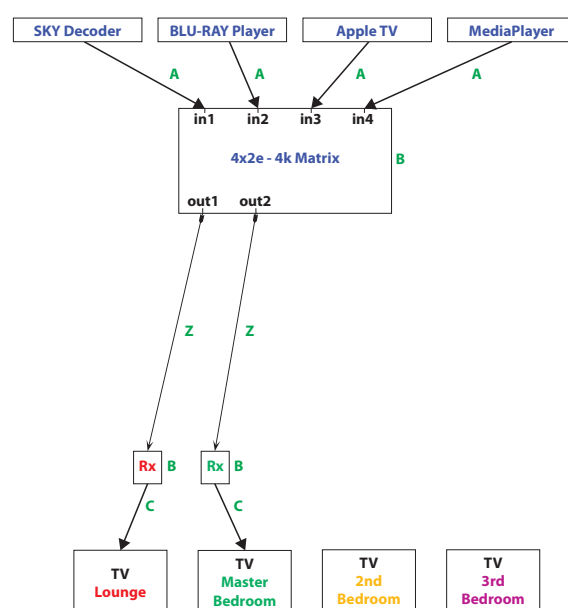 SKY Decoder
BLU-RAY Player
Apple TV
MediaPlayer
A
A
A
A
in1
in2
in3
in4
4x2e - 4k Matrix
B
out1
out2
Z
Z
Rx
B
Rx
B
C
C
TV
Lounge
TV
Master
Bedroom
TV
2nd
Bedroom
TV
3rd
Bedroom